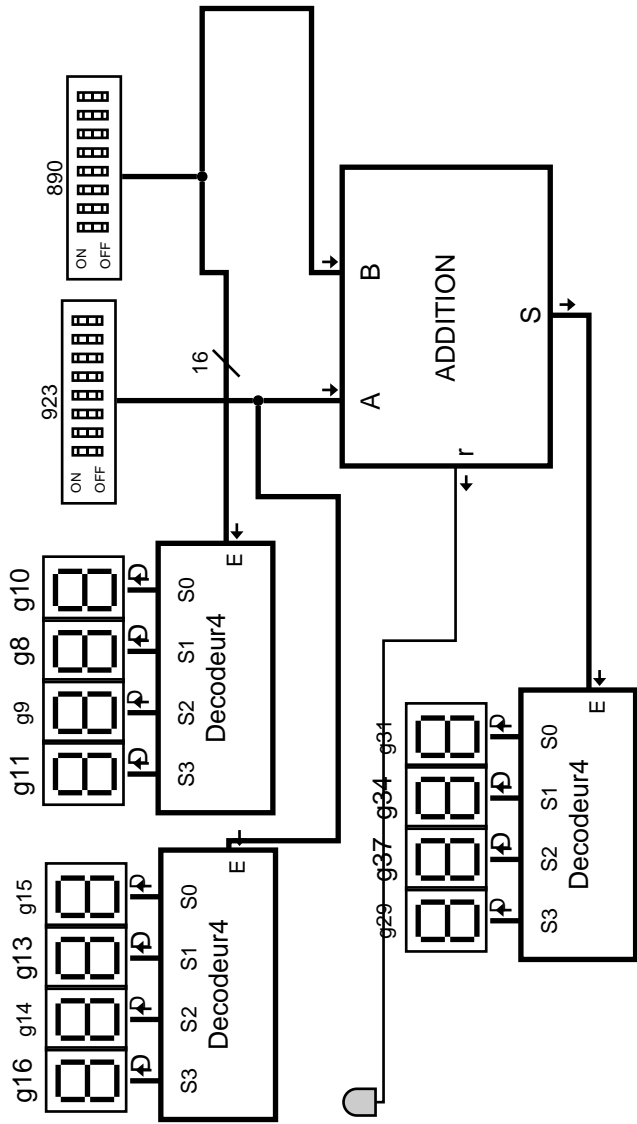 g16 g14 g13 g15
D D D D
S3 S2 S1 S0
E
Decodeur4
g11 g9 g8 g10
D D D D
S3 S2 S1 S0
E
Decodeur4
923
ON
OFF
890
ON
OFF
16
A B
r
ADDITION
S
g29 g37 g34 g31
D D D D
S3 S2 S1 S0
E
Decodeur4